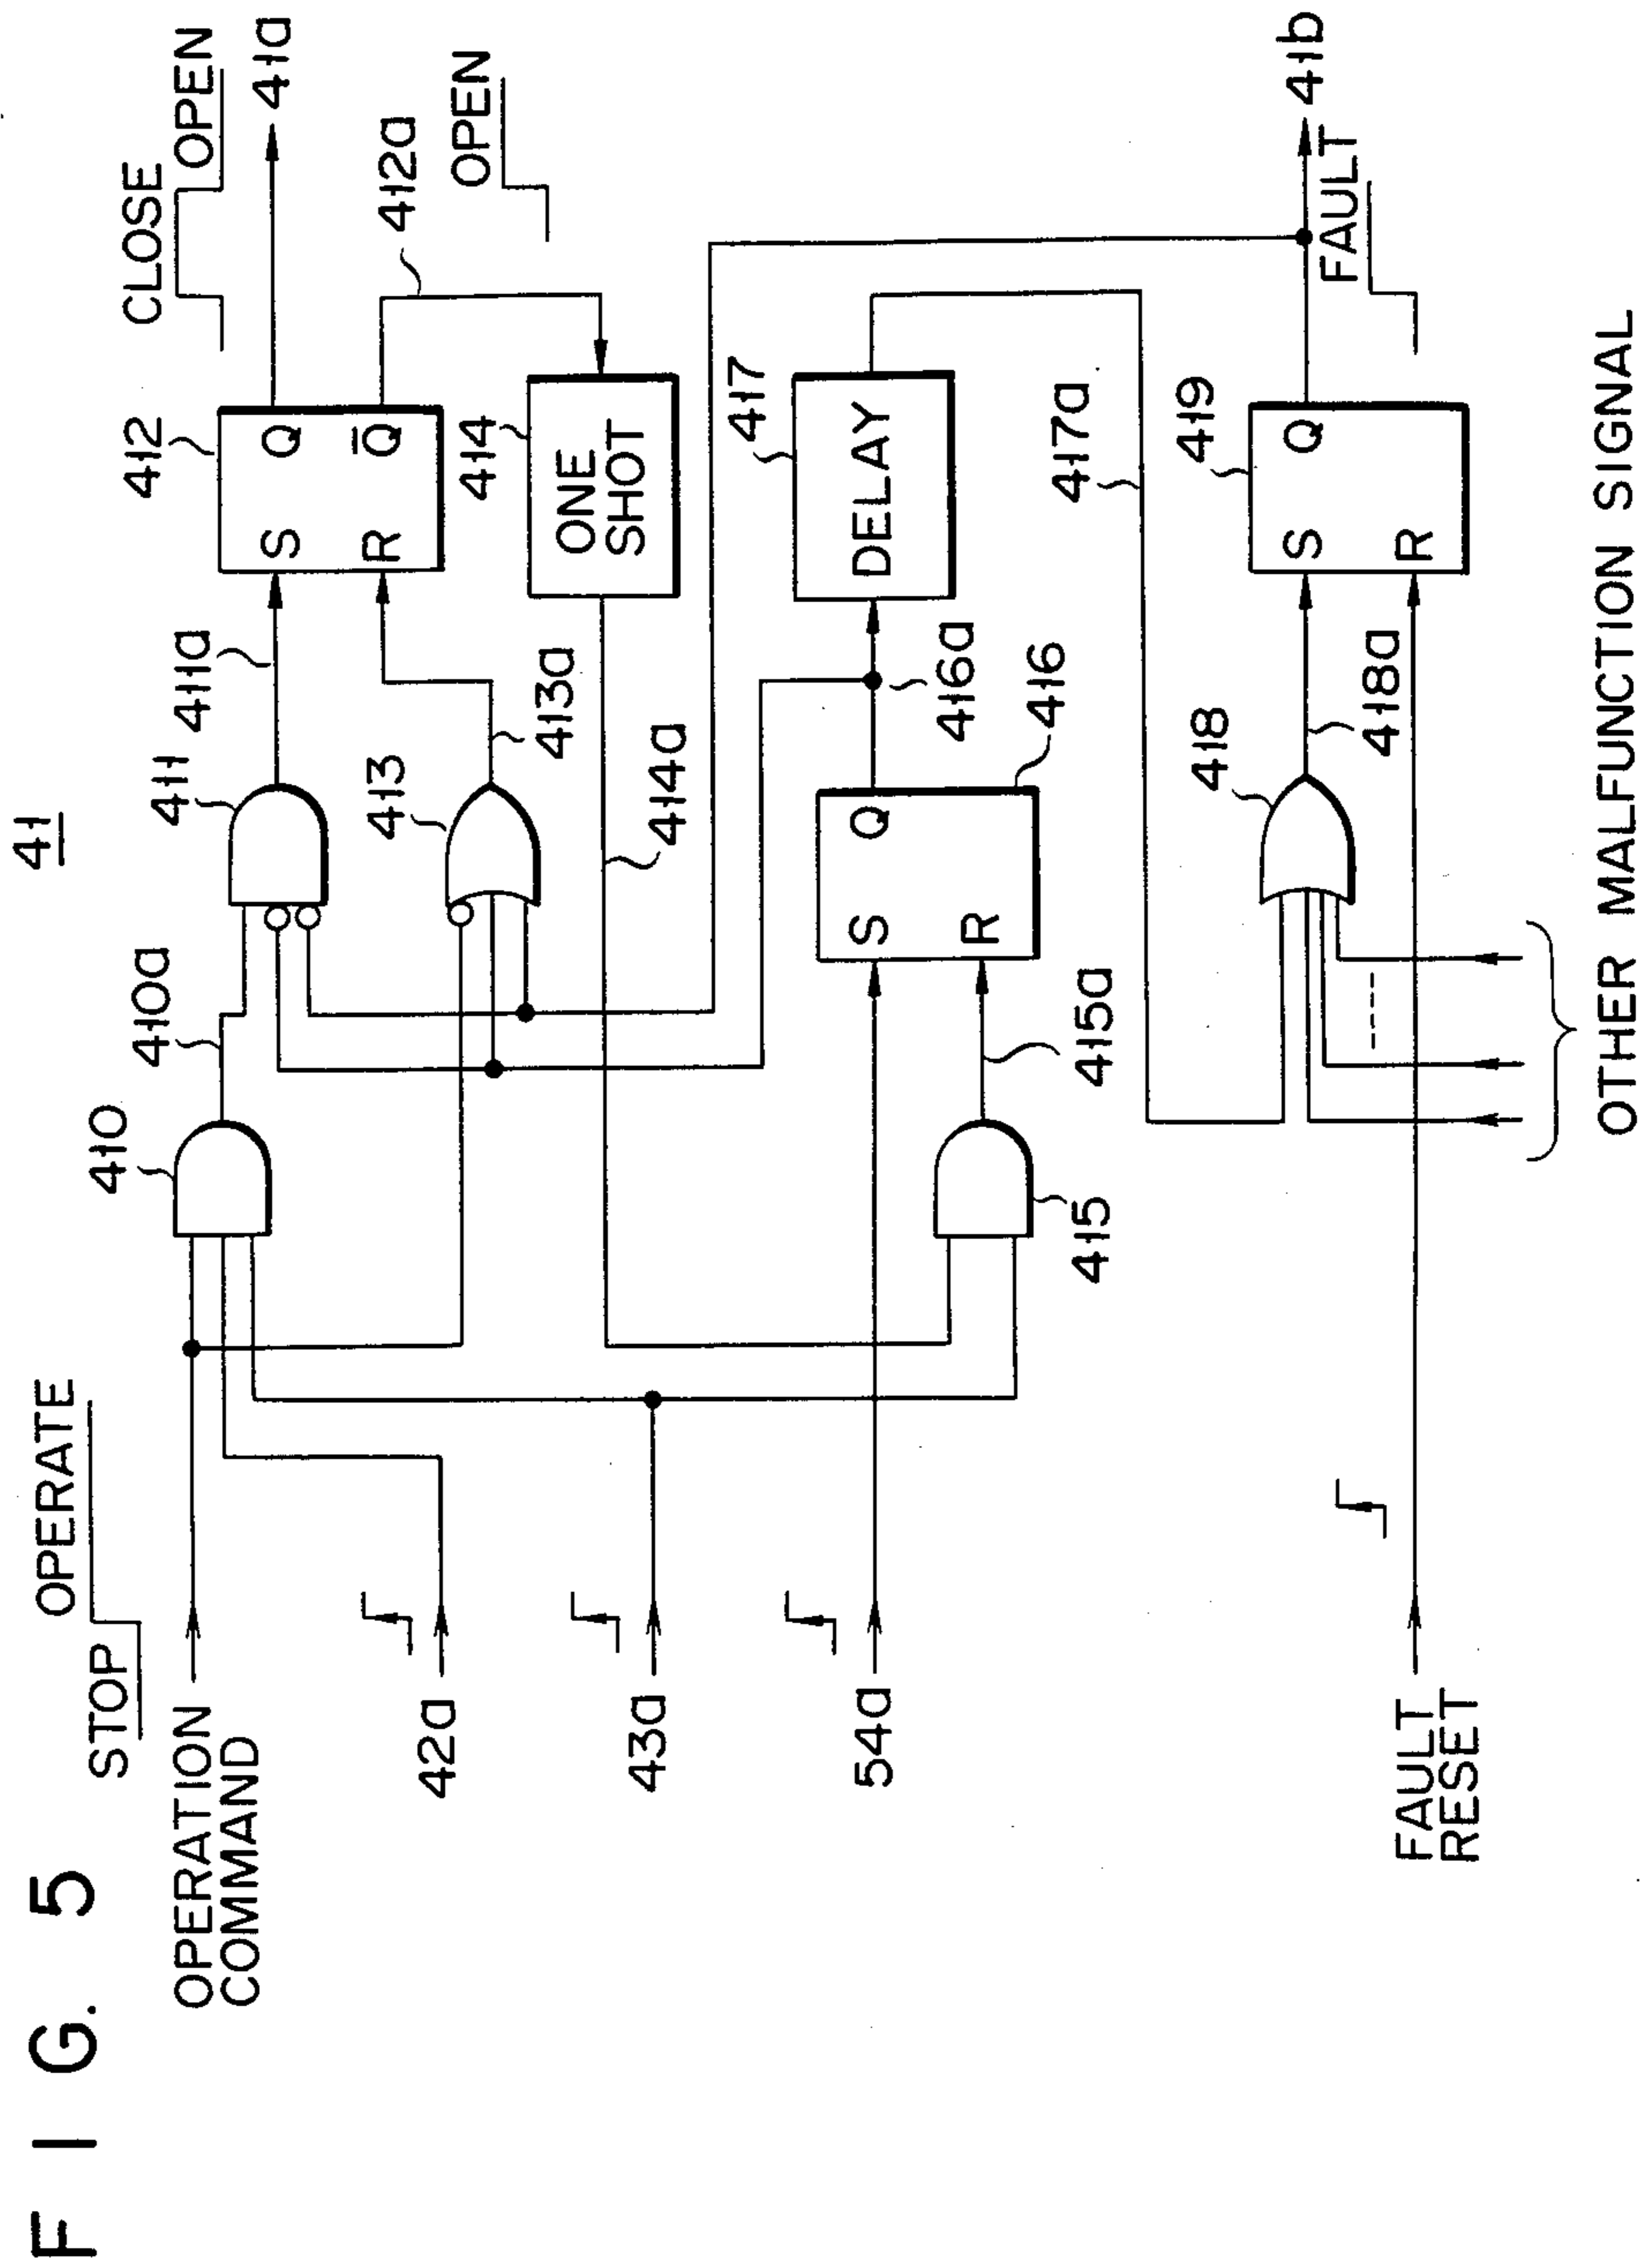 FIG. 5
41
STOP
OPERATE
OPERATION
COMMAND
42a
43a
54a
FAULT
RESET
410
410a
411
411a
412
S
Q
R
Q̅
CLOSE
OPEN
41a
412a
OPEN
413
413a
414
ONE
SHOT
414a
415
415a
416
S
Q
R
416a
417
DELAY
417a
418
418a
419
S
Q
R
41b
FAULT
OTHER MALFUNCTION SIGNAL